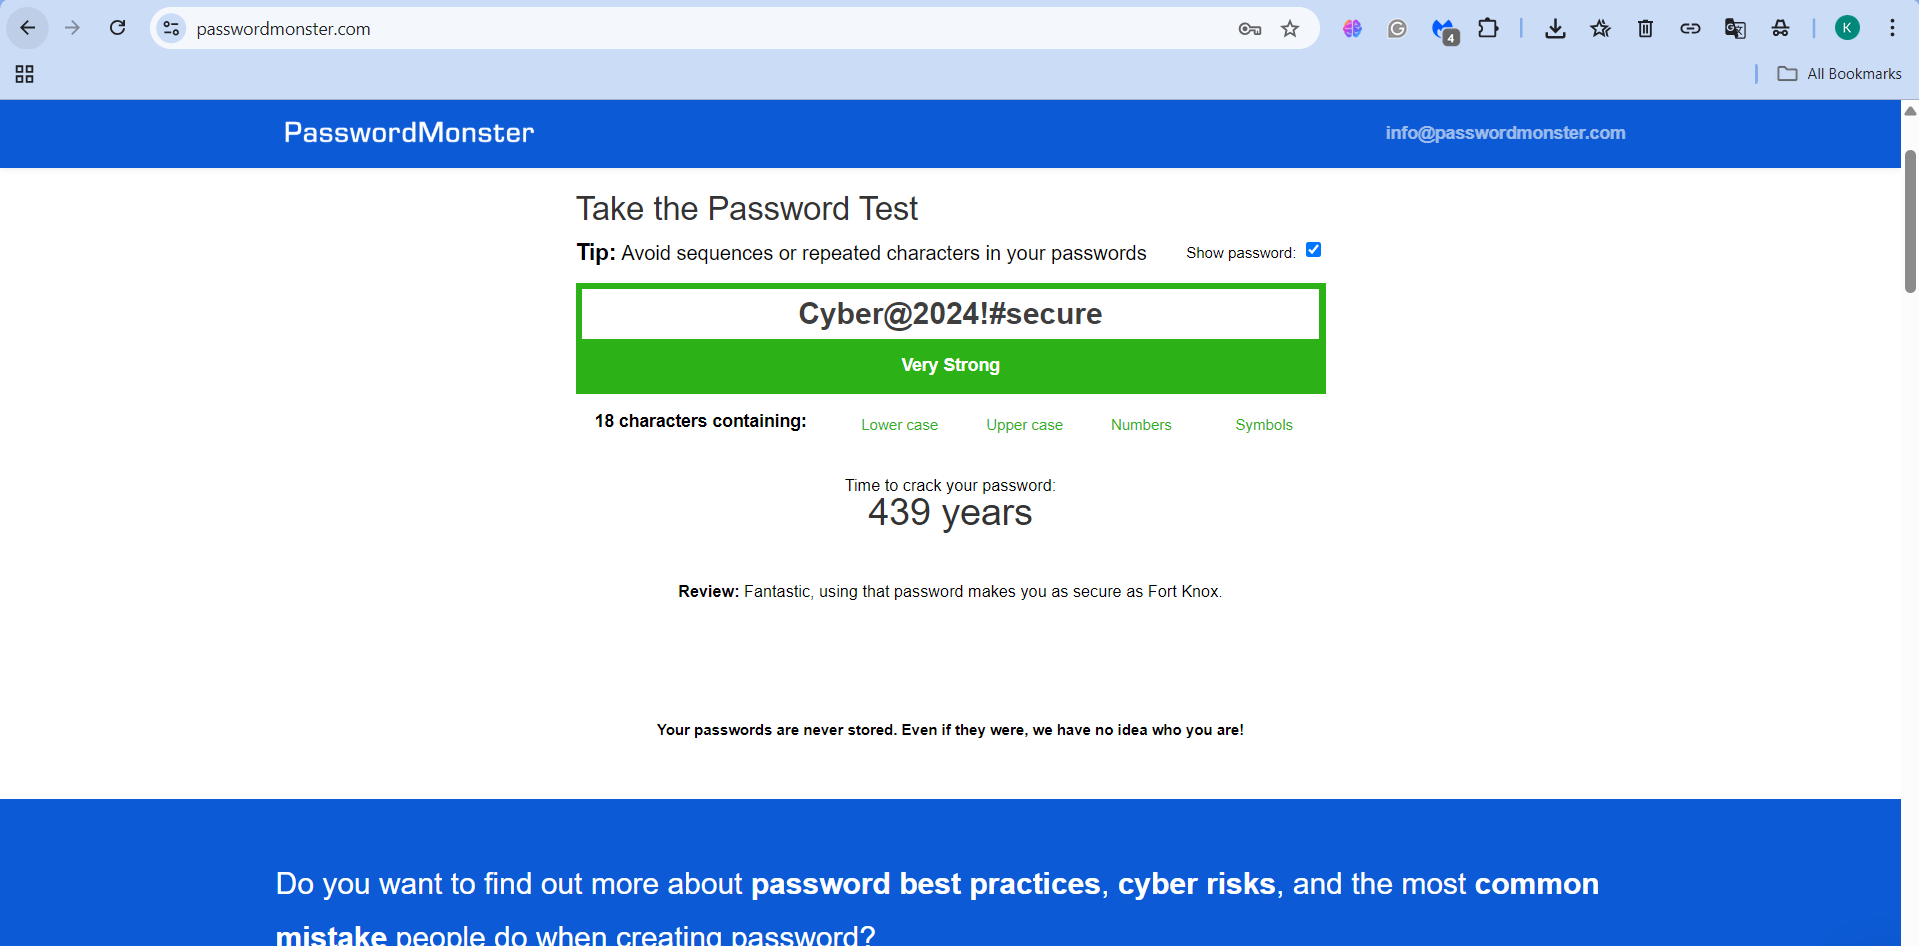 passwordmonster.com
4
K
All Bookmarks
PasswordMonster
info@passwordmonster.com
Take the Password Test
Tip: Avoid sequences or repeated characters in your passwords
Show password:
Cyber@2024!#secure
Very Strong
18 characters containing:
Lower case
Upper case
Numbers
Symbols
Time to crack your password:
439 years
Review: Fantastic, using that password makes you as secure as Fort Knox.
Your passwords are never stored. Even if they were, we have no idea who you are!
Do you want to find out more about password best practices, cyber risks, and the most common
mistake people do when creating password?